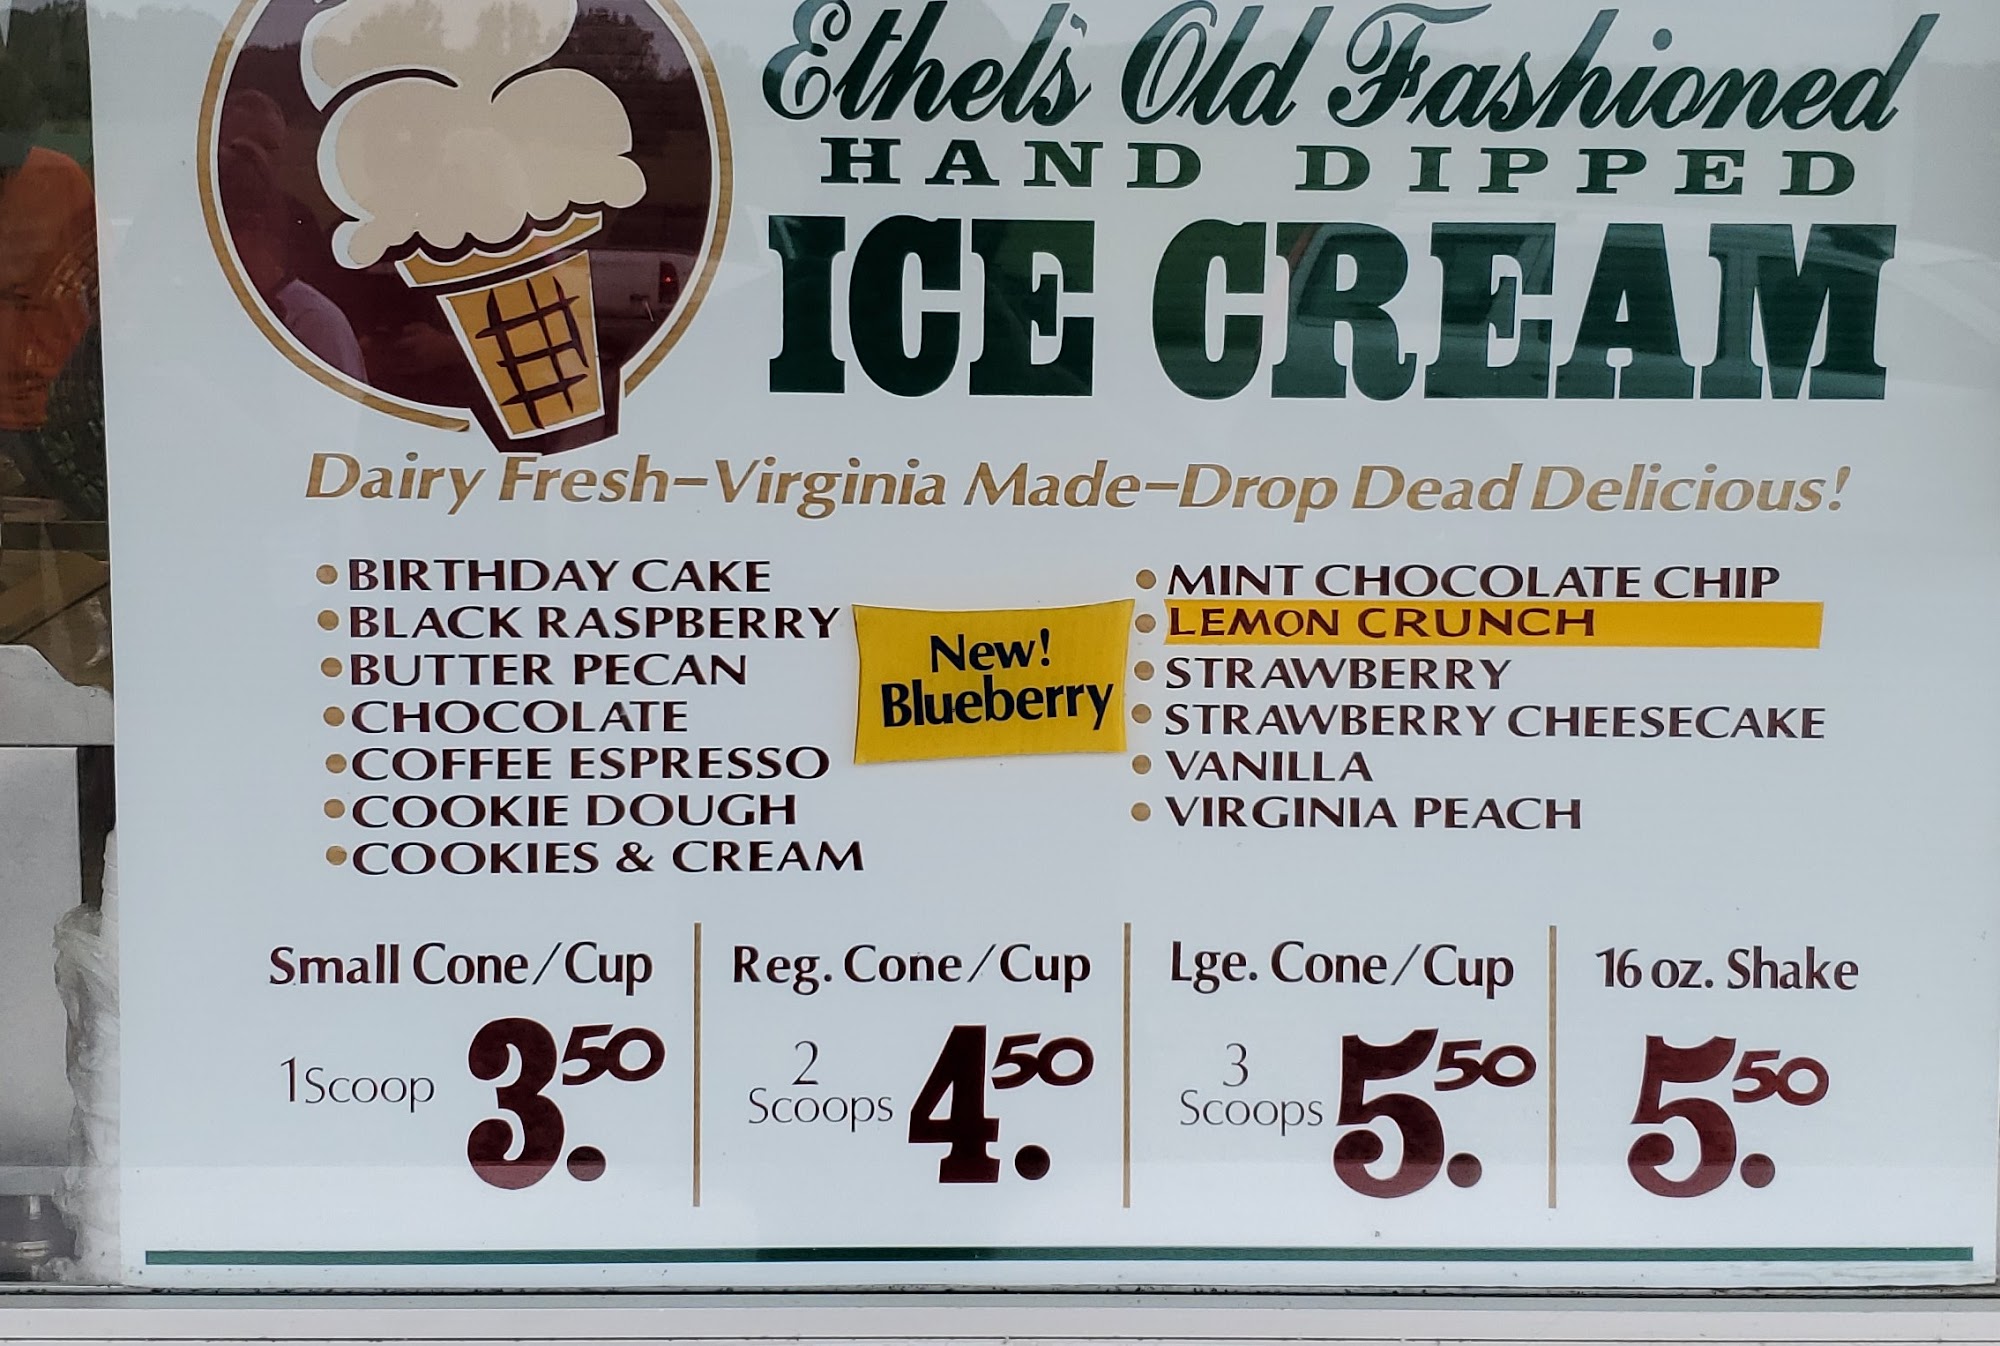 Ethel's Old Fashioned
HAND DIPPED
ICE CREAM
Dairy Fresh-Virginia Made-Drop Dead Delicious!
• BIRTHDAY CAKE
• BLACK RASPBERRY
• BUTTER PECAN
• CHOCOLATE
• COFFEE ESPRESSO
• COOKIE DOUGH
• COOKIES & CREAM
New!
Blueberry
• MINT CHOCOLATE CHIP
• LEMON CRUNCH
• STRAWBERRY
• STRAWBERRY CHEESECAKE
• VANILLA
• VIRGINIA PEACH
Small Cone/Cup
1 Scoop 3.50
Reg. Cone/Cup
2 Scoops 4.50
Lge. Cone/Cup
3 Scoops 5.50
16 oz. Shake
5.50